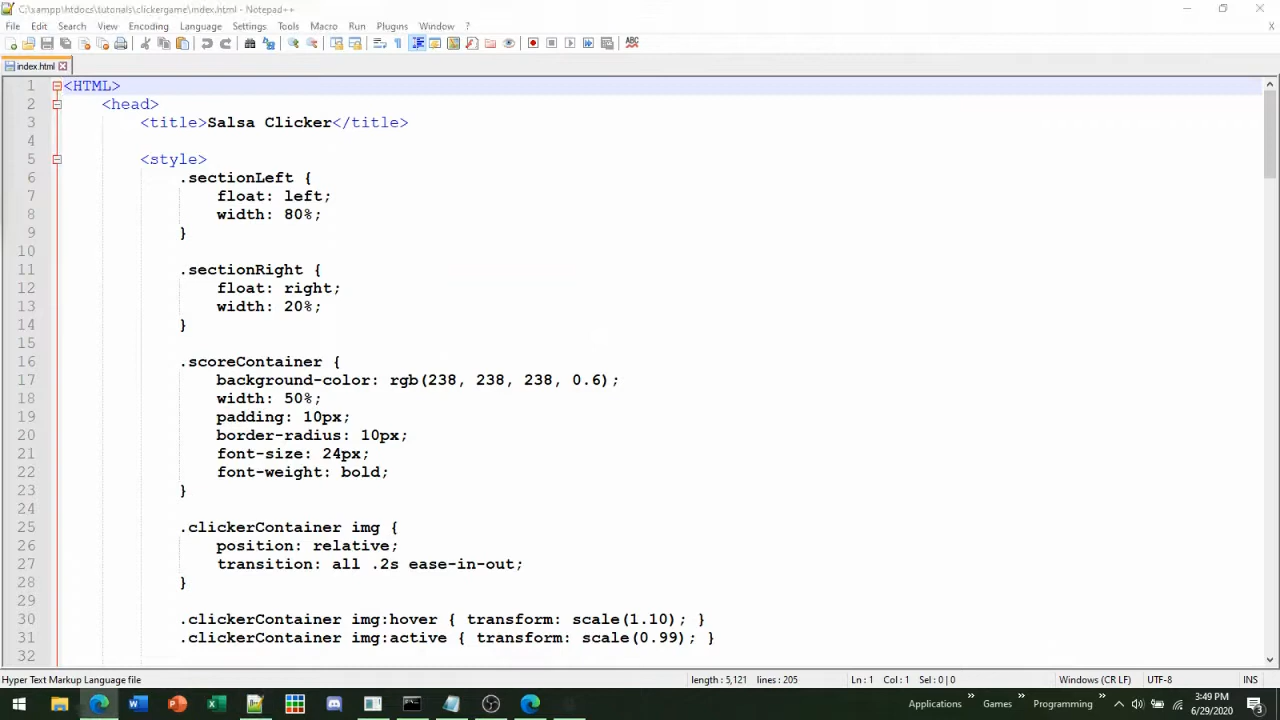 C:\xampp\htdocs\tutorials\clickergame\index.html - Notepad++
File Edit Search View Encoding Language Settings Tools Macro Run Plugins Window ?
X
index.html
1 <HTML>
2 <head>
3 <title>Salsa Clicker</title>
4
5 <style>
6 .sectionLeft {
7 float: left;
8 width: 80%;
9 }
10
11 .sectionRight {
12 float: right;
13 width: 20%;
14 }
15
16 .scoreContainer {
17 background-color: rgb(238, 238, 238, 0.6);
18 width: 50%;
19 padding: 10px;
20 border-radius: 10px;
21 font-size: 24px;
22 font-weight: bold;
23 }
24
25 .clickerContainer img {
26 position: relative;
27 transition: all .2s ease-in-out;
28 }
29
30 .clickerContainer img:hover { transform: scale(1.10); }
31 .clickerContainer img:active { transform: scale(0.99); }
32
Hyper Text Markup Language file length : 5,121 lines : 205 Ln : 1 Col : 1 Sel : 0 | 0 Windows (CR LF) UTF-8 INS
Applications » Games » Programming » 3:49 PM
6/29/2020